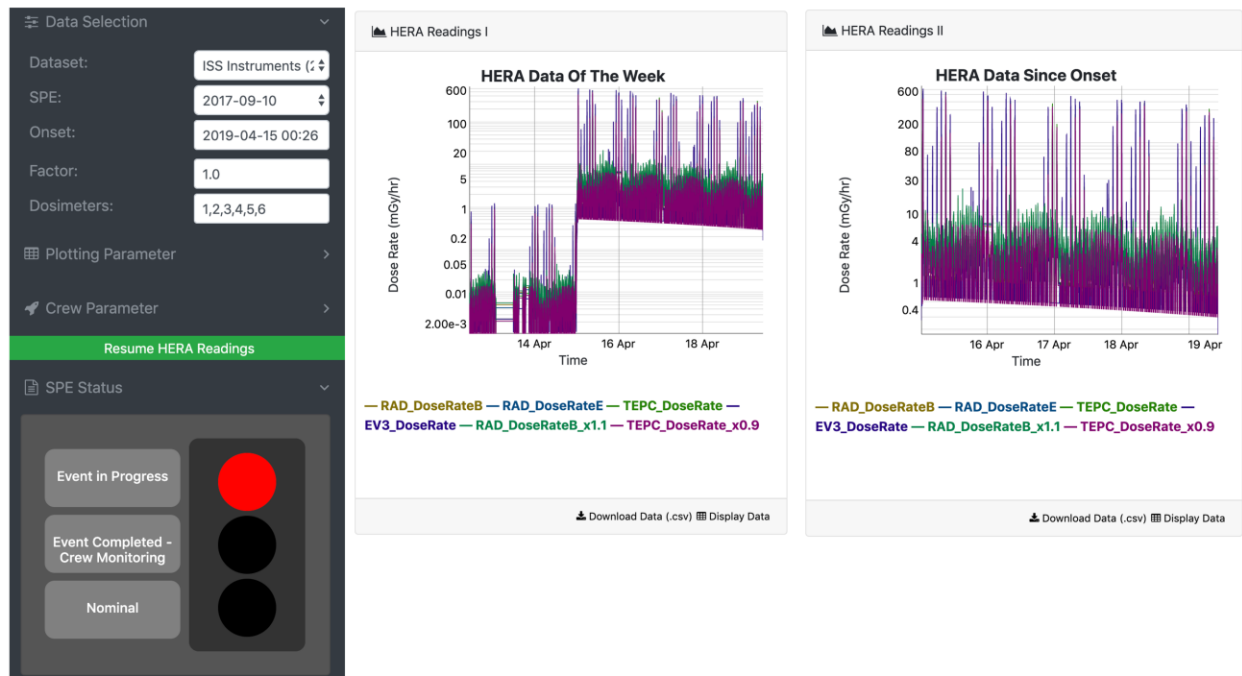 Data Selection
Dataset:
ISS Instruments (2
SPE:
2017-09-10
Onset:
2019-04-15 00:26
Factor:
1.0
Dosimeters:
1,2,3,4,5,6
Plotting Parameter
Crew Parameter
Resume HERA Readings
SPE Status
Event in Progress
Event Completed -
Crew Monitoring
Nominal
HERA Readings I
HERA Data Of The Week
Dose Rate (mGy/hr)
600
100
20
5
1
0.2
0.05
0.01
2.00e-3
14 Apr
16 Apr
18 Apr
Time
— RAD_DoseRateB — RAD_DoseRateE — TEPC_DoseRate —
EV3_DoseRate — RAD_DoseRateB_x1.1 — TEPC_DoseRate_x0.9
Download Data (.csv) Display Data
HERA Readings II
HERA Data Since Onset
Dose Rate (mGy/hr)
600
200
80
30
10
4
1
0.4
16 Apr
17 Apr
18 Apr
19 Apr
Time
— RAD_DoseRateB — RAD_DoseRateE — TEPC_DoseRate —
EV3_DoseRate — RAD_DoseRateB_x1.1 — TEPC_DoseRate_x0.9
Download Data (.csv) Display Data